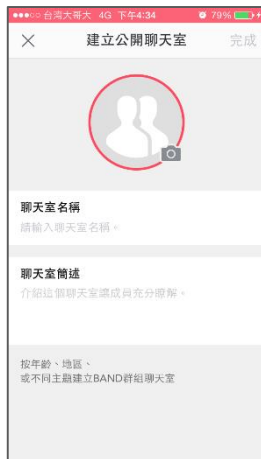 台灣大哥大 4G 下午4:34 79%
建立公開聊天室 完成
聊天室名稱
請輸入聊天室名稱。
聊天室簡述
介紹這個聊天室讓成員充分瞭解。
按年齡、地區、
或不同主題建立BAND群組聊天室